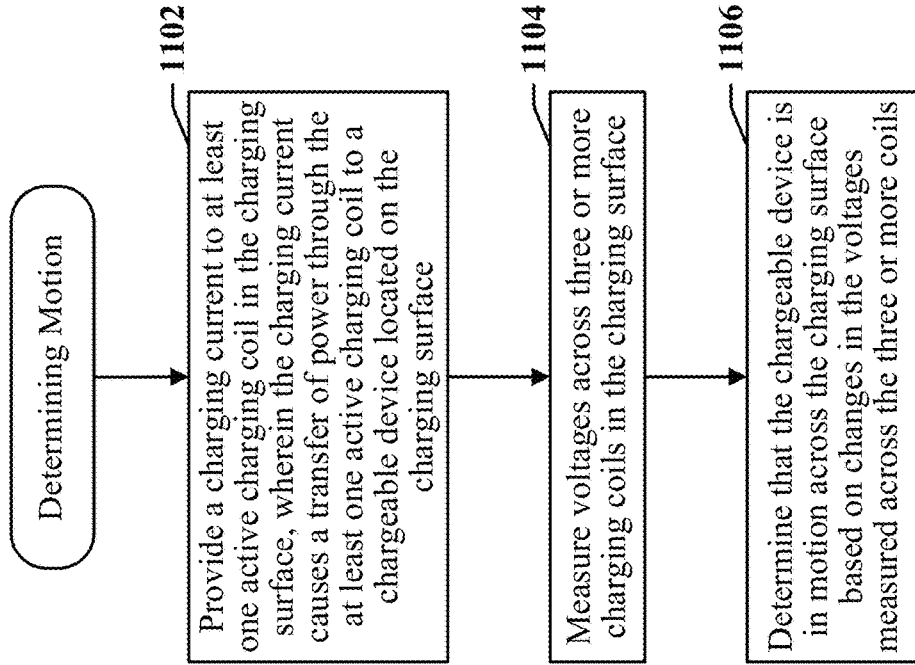 Determining Motion
1102
Provide a charging current to at least
one active charging coil in the charging
surface, wherein the charging current
causes a transfer of power through the
at least one active charging coil to a
chargeable device located on the
charging surface
1104
Measure voltages across three or more
charging coils in the charging surface
1106
Determine that the chargeable device is
in motion across the charging surface
based on changes in the voltages
measured across the three or more coils